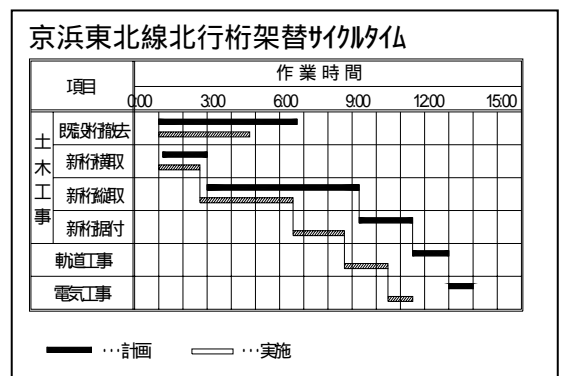 京浜東北線北行桁架替サイクルタイム
項目
作業時間
0:00 3:00 6:00 9:00 12:00 15:00
土木工事
既設桁撤去
新桁横取
新桁縦取
新桁据付
軌道工事
電気工事
…計画 …実施